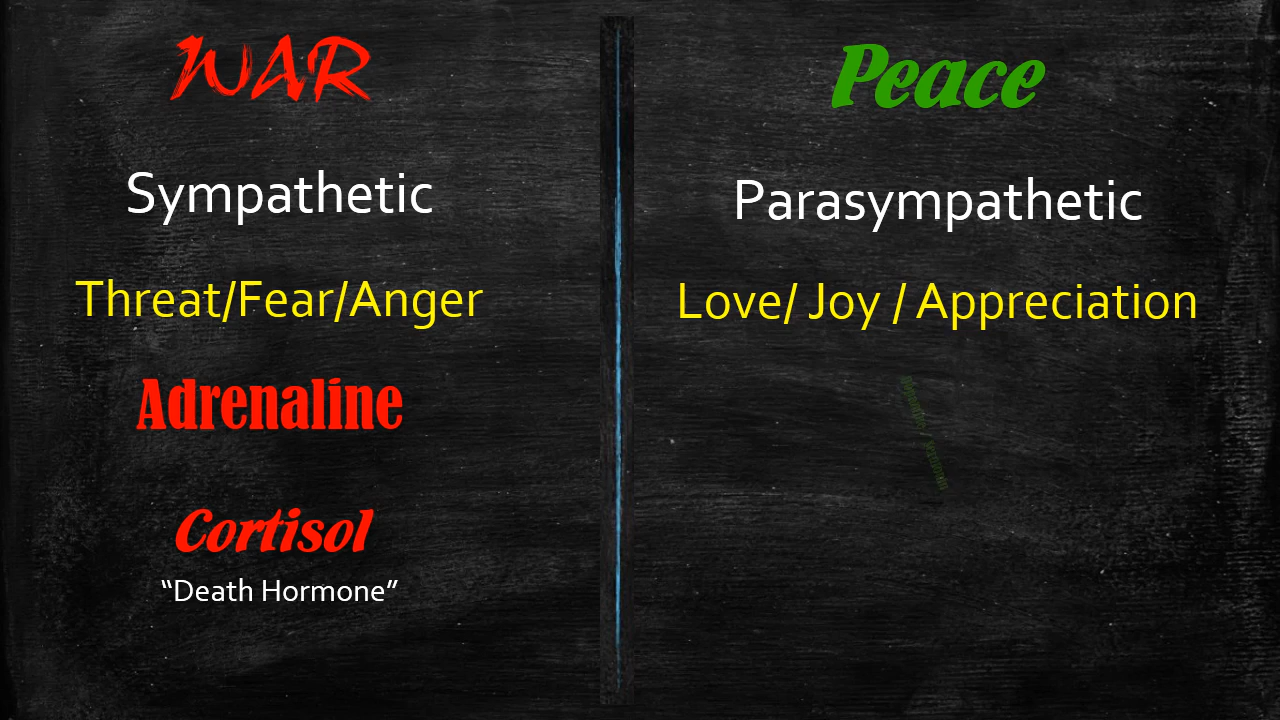 WAR
Sympathetic
Threat/Fear/Anger
Adrenaline
Cortisol
“Death Hormone”
Peace
Parasympathetic
Love/ Joy / Appreciation